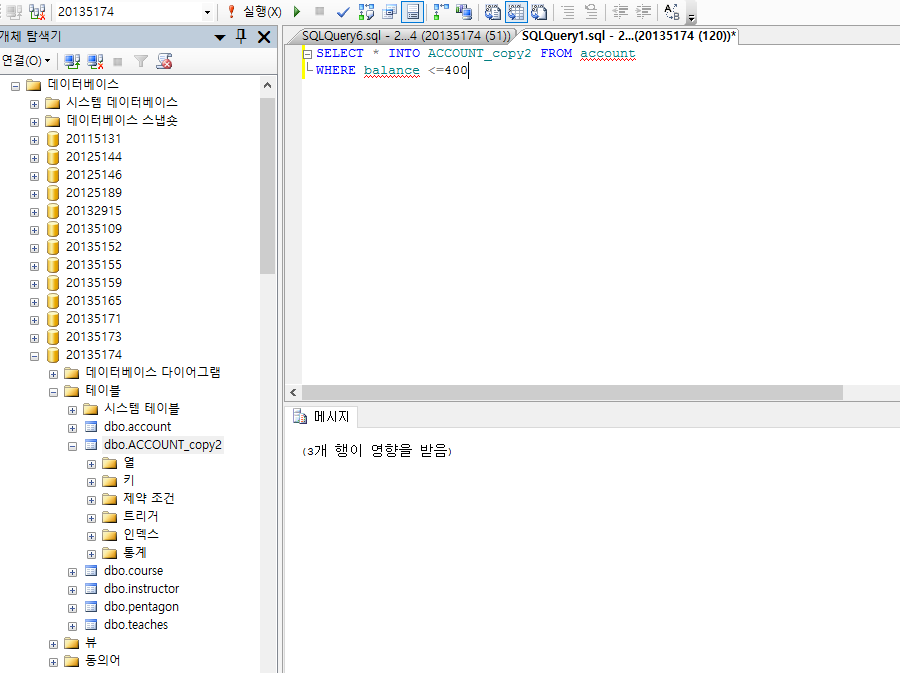 20135174
실행(X)
개체 탐색기
연결(O)
데이터베이스
시스템 데이터베이스
데이터베이스 스냅숏
20115131
20125144
20125146
20125189
20132915
20135109
20135152
20135155
20135159
20135165
20135171
20135173
20135174
데이터베이스 다이어그램
테이블
시스템 테이블
dbo.account
dbo.ACCOUNT_copy2
열
키
제약 조건
트리거
인덱스
통계
dbo.course
dbo.instructor
dbo.pentagon
dbo.teaches
뷰
동의어
SQLQuery6.sql - 2...4 (20135174 (51))
SQLQuery1.sql - 2...(20135174 (120))*
SELECT * INTO ACCOUNT_copy2 FROM account
WHERE balance <=400
메시지
(3개 행이 영향을 받음)